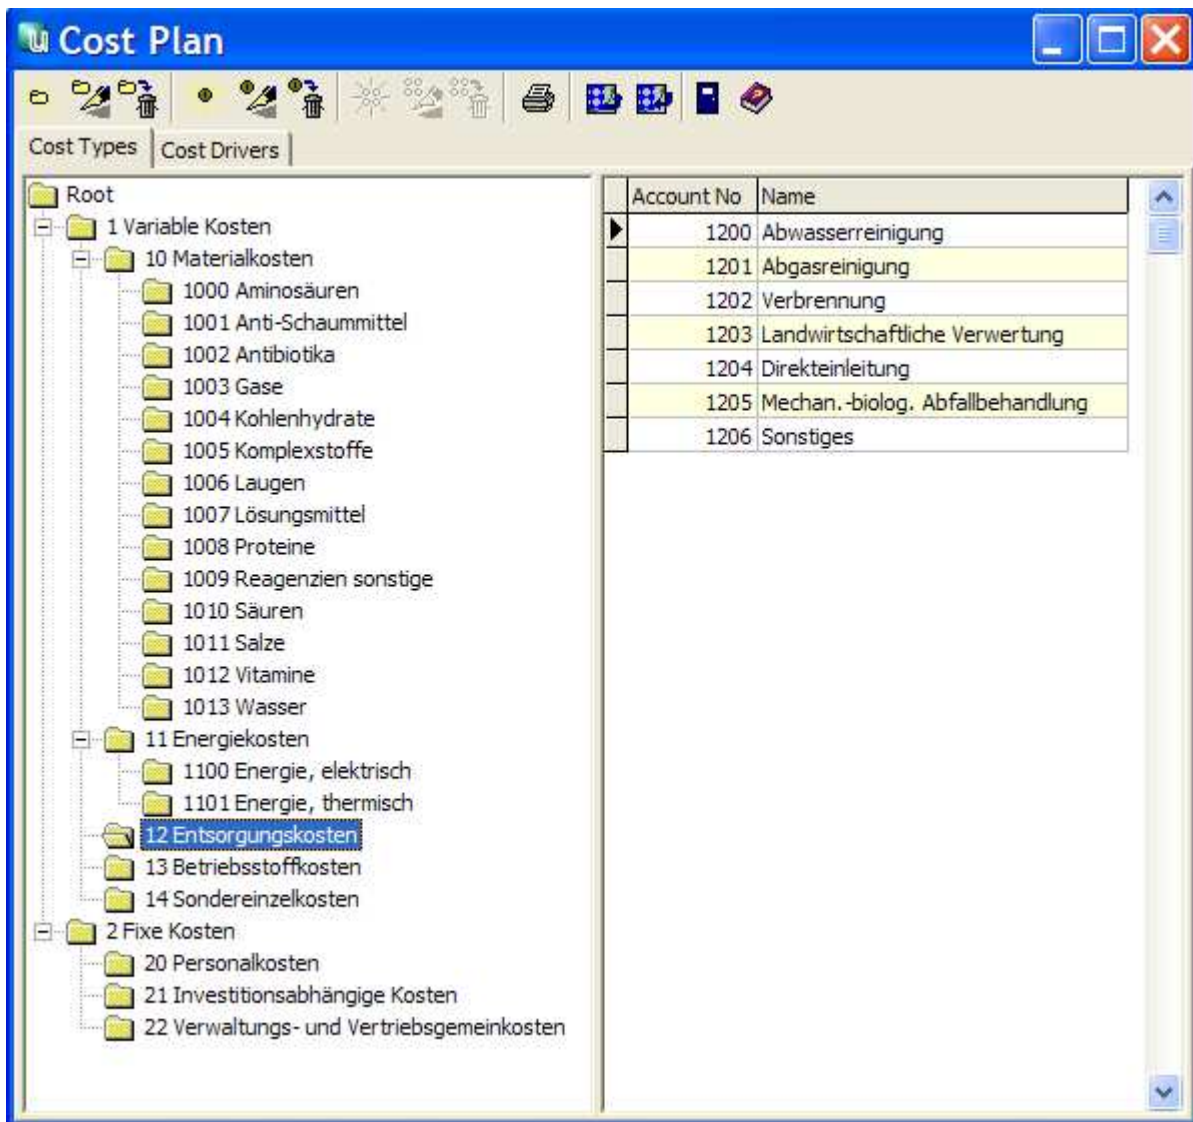 Cost Plan
Cost Types
Cost Drivers
Root
1 Variable Kosten
10 Materialkosten
1000 Aminosäuren
1001 Anti-Schaummittel
1002 Antibiotika
1003 Gase
1004 Kohlenhydrate
1005 Komplexstoffe
1006 Laugen
1007 Lösungsmittel
1008 Proteine
1009 Reagenzien sonstige
1010 Säuren
1011 Salze
1012 Vitamine
1013 Wasser
11 Energiekosten
1100 Energie, elektrisch
1101 Energie, thermisch
12 Entsorgungskosten
13 Betriebsstoffkosten
14 Sondereinzelkosten
2 Fixe Kosten
20 Personalkosten
21 Investitionsabhängige Kosten
22 Verwaltungs- und Vertriebsgemeinkosten
Account No Name
1200 Abwasserreinigung
1201 Abgasreinigung
1202 Verbrennung
1203 Landwirtschaftliche Verwertung
1204 Direkteinleitung
1205 Mechan.-biolog. Abfallbehandlung
1206 Sonstiges